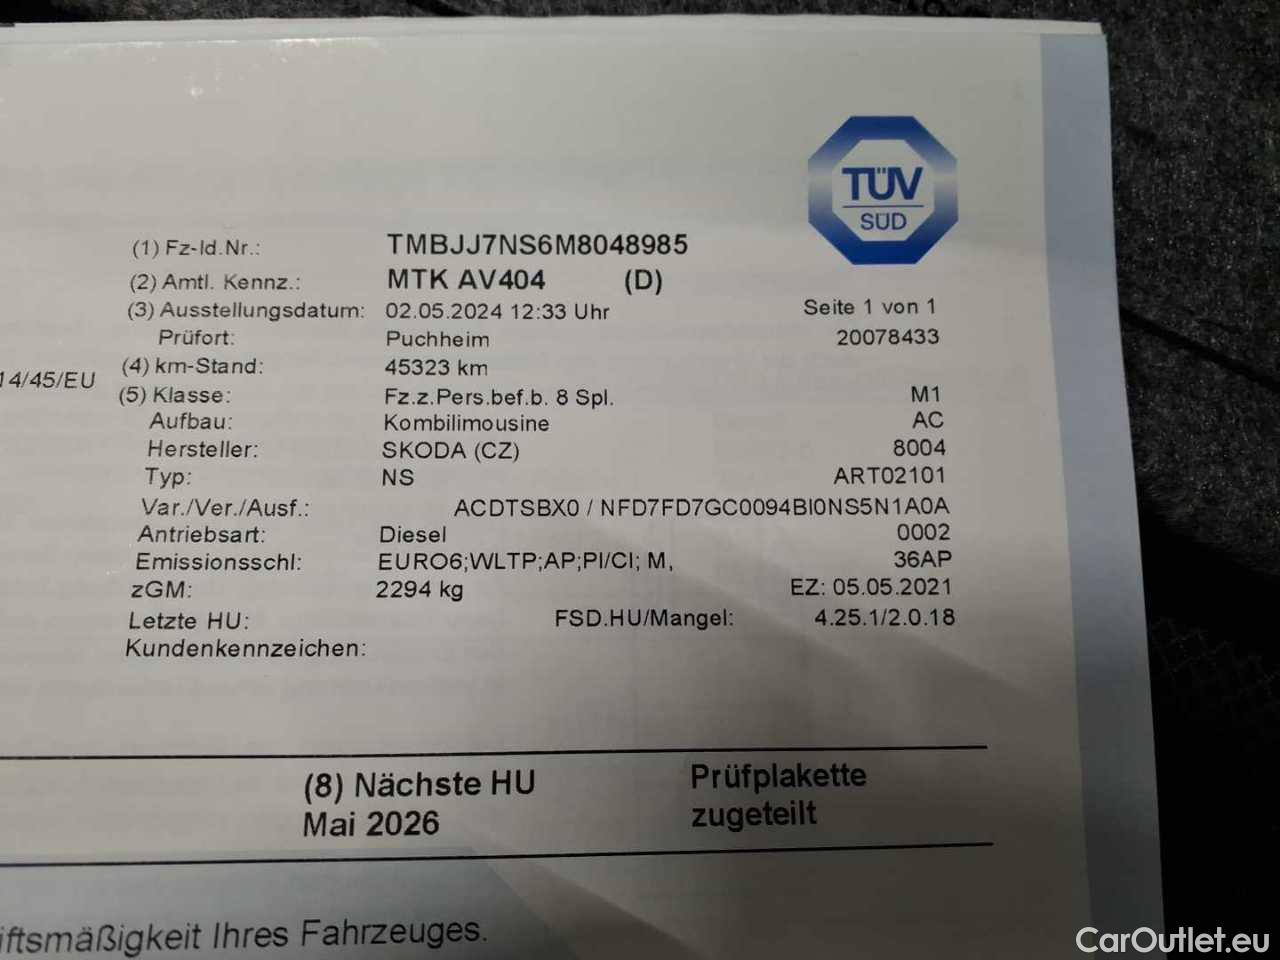 TÜV
SÜD
(1) Fz-Id.Nr.: TMBJJ7NS6M8048985
(2) Amtl. Kennz.: MTK AV404 (D)
(3) Ausstellungsdatum: 02.05.2024 12:33 Uhr Seite 1 von 1
Prüfort: Puchheim 20078433
14/45/EU (4) km-Stand: 45323 km
(5) Klasse: Fz.z.Pers.bef.b. 8 Spl. M1
Aufbau: Kombilimousine AC
Hersteller: SKODA (CZ) 8004
Typ: NS ART02101
Var./Ver./Ausf.: ACDTSBX0 / NFD7FD7GC0094BI0NS5N1A0A
Antriebsart: Diesel 0002
Emissionsschl: EURO6;WLTP;AP;PI/CI; M, 36AP
zGM: 2294 kg EZ: 05.05.2021
Letzte HU: FSD.HU/Mangel: 4.25.1/2.0.18
Kundenkennzeichen:
(8) Nächste HU Prüfplakette
Mai 2026 zugeteilt
iftsmäßigkeit Ihres Fahrzeuges.
CarOutlet.eu